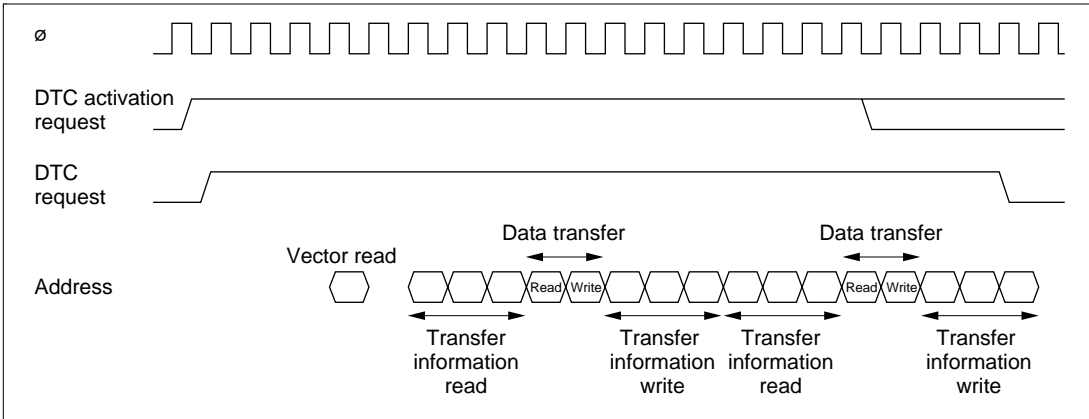 ø
DTC activation
request
DTC
request
Data transfer
Data transfer
Vector read
Address
Read
Write
Read
Write
Transfer
information
read
Transfer
information
write
Transfer
information
read
Transfer
information
write